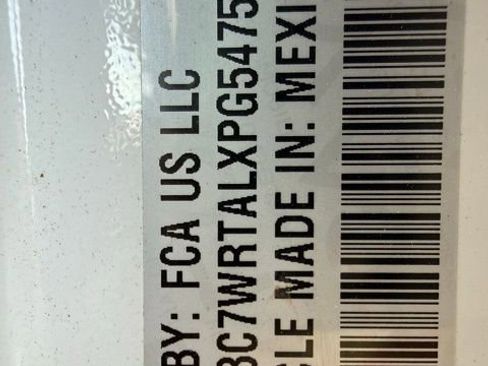 BY: FCA US LLC
3C7WRTALXPG5475
CLE MADE IN: MEXI